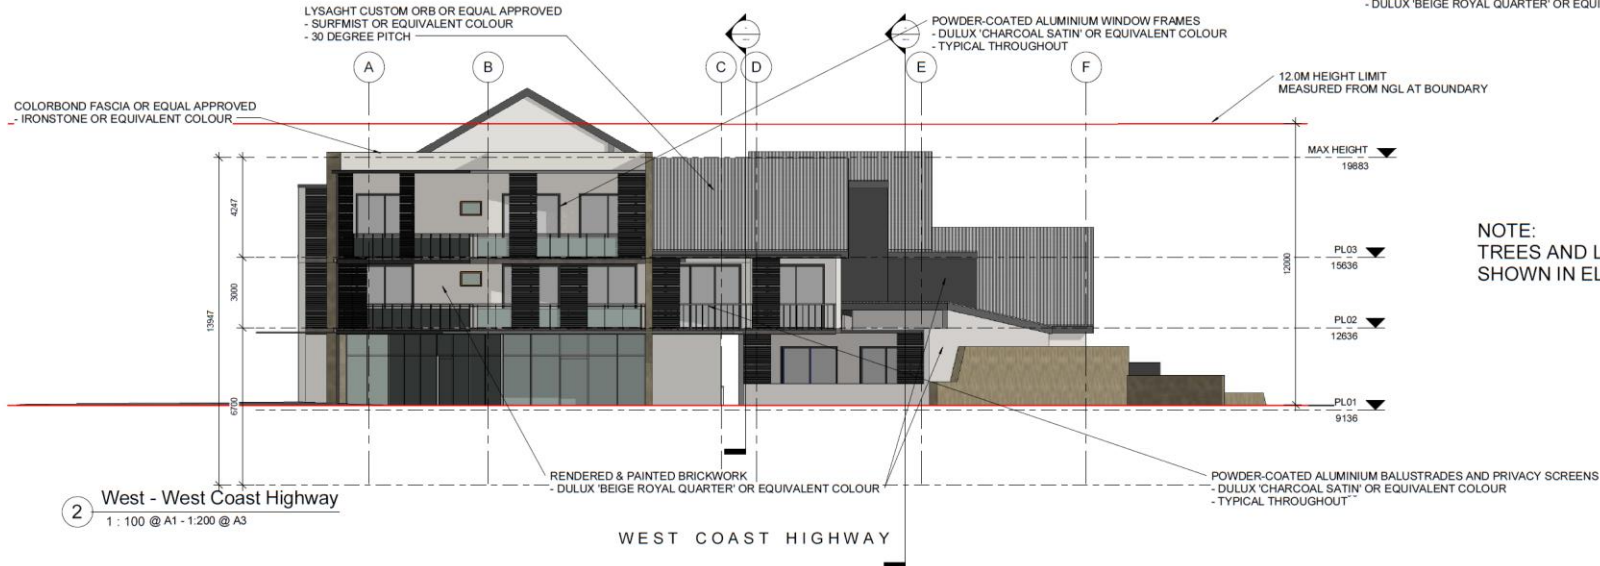 - DULUX 'BEIGE ROYAL QUARTER' OR EQUI
LYSAGHT CUSTOM ORB OR EQUAL APPROVED
- SURFMIST OR EQUIVALENT COLOUR
- 30 DEGREE PITCH
POWDER-COATED ALUMINIUM WINDOW FRAMES
- DULUX 'CHARCOAL SATIN' OR EQUIVALENT COLOUR
- TYPICAL THROUGHOUT
A
B
C
D
E
F
12.0M HEIGHT LIMIT
MEASURED FROM NGL AT BOUNDARY
COLORBOND FASCIA OR EQUAL APPROVED
- IRONSTONE OR EQUIVALENT COLOUR
MAX HEIGHT
19883
4247
NOTE:
TREES AND L
SHOWN IN EL
PL03
15636
12000
3000
13947
PL02
12636
6700
PL01
9136
RENDERED & PAINTED BRICKWORK
- DULUX 'BEIGE ROYAL QUARTER' OR EQUIVALENT COLOUR
POWDER-COATED ALUMINIUM BALUSTRADES AND PRIVACY SCREENS
- DULUX 'CHARCOAL SATIN' OR EQUIVALENT COLOUR
- TYPICAL THROUGHOUT
2
West - West Coast Highway
1 : 100 @ A1 - 1:200 @ A3
WEST COAST HIGHWAY